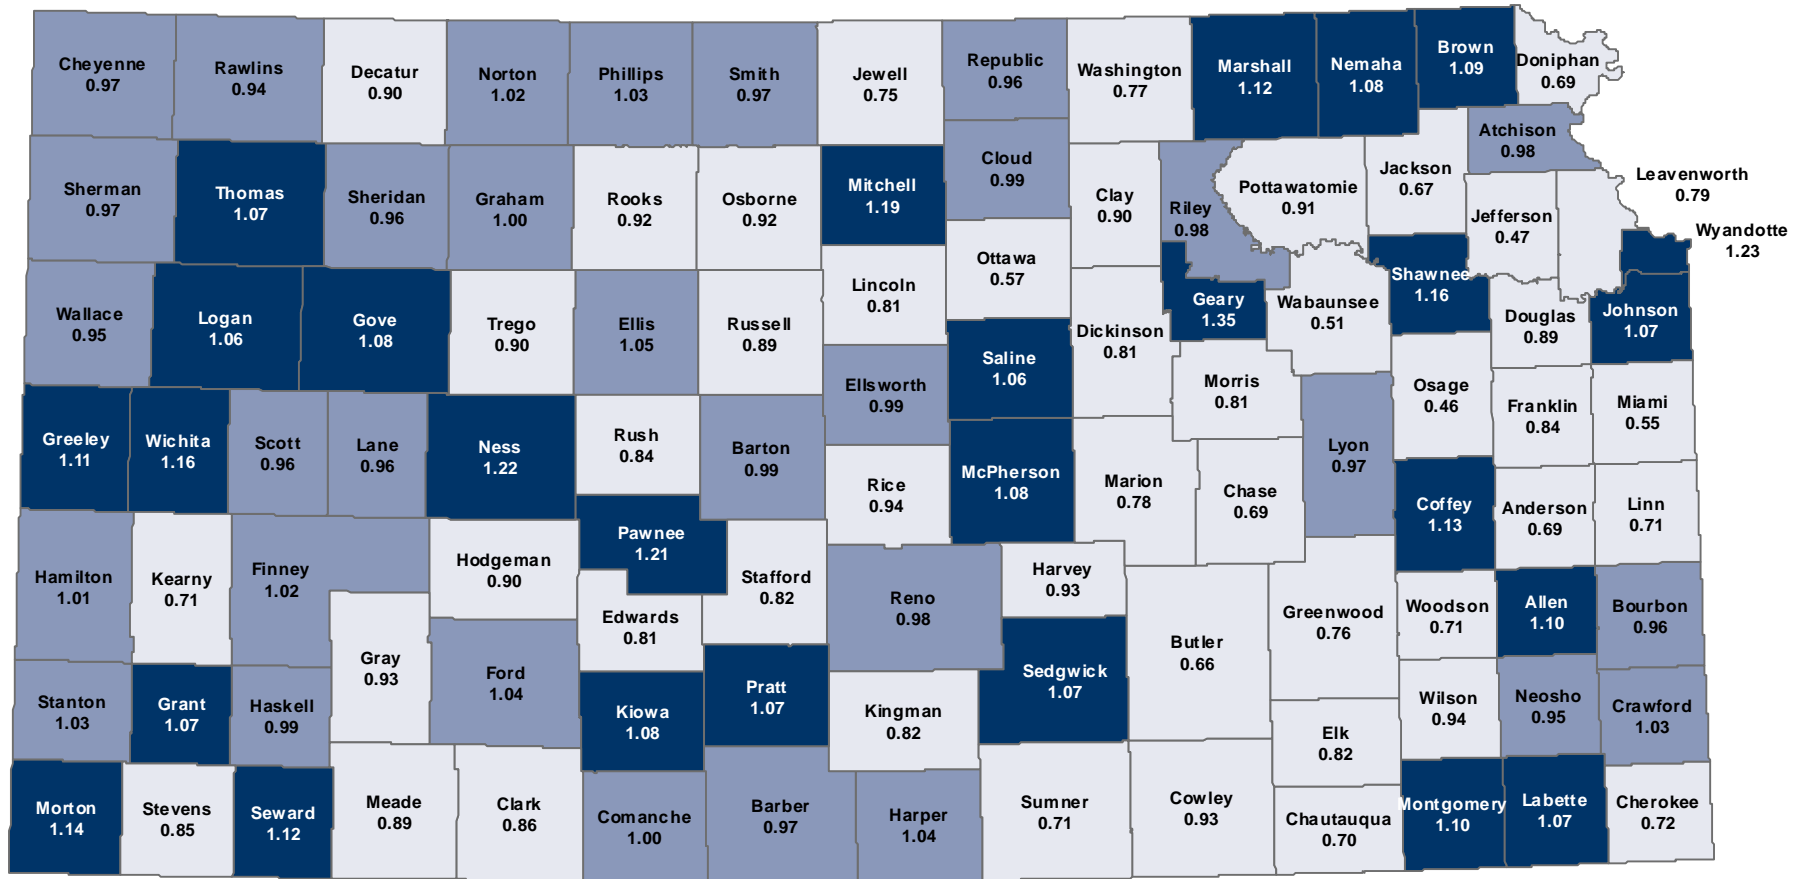 Cheyenne
0.97
Rawlins
0.94
Decatur
0.90
Norton
1.02
Phillips
1.03
Smith
0.97
Jewell
0.75
Republic
0.96
Washington
0.77
Marshall
1.12
Nemaha
1.08
Brown
1.09
Doniphan
0.69
Atchison
0.98
Sherman
0.97
Thomas
1.07
Sheridan
0.96
Graham
1.00
Rooks
0.92
Osborne
0.92
Mitchell
1.19
Cloud
0.99
Clay
0.90
Riley
0.98
Pottawatomie
0.91
Jackson
0.67
Jefferson
0.47
Leavenworth
0.79
Wyandotte
1.23
Wallace
0.95
Logan
1.06
Gove
1.08
Trego
0.90
Ellis
1.05
Russell
0.89
Lincoln
0.81
Ottawa
0.57
Saline
1.06
Dickinson
0.81
Geary
1.35
Wabaunsee
0.51
Shawnee
1.16
Douglas
0.89
Johnson
1.07
Ellsworth
0.99
Morris
0.81
Osage
0.46
Franklin
0.84
Miami
0.55
Greeley
1.11
Wichita
1.16
Scott
0.96
Lane
0.96
Ness
1.22
Rush
0.84
Barton
0.99
Rice
0.94
McPherson
1.08
Marion
0.78
Chase
0.69
Lyon
0.97
Coffey
1.13
Anderson
0.69
Linn
0.71
Hamilton
1.01
Kearny
0.71
Finney
1.02
Hodgeman
0.90
Pawnee
1.21
Stafford
0.82
Edwards
0.81
Reno
0.98
Harvey
0.93
Butler
0.66
Greenwood
0.76
Woodson
0.71
Allen
1.10
Bourbon
0.96
Gray
0.93
Ford
1.04
Kiowa
1.08
Pratt
1.07
Kingman
0.82
Sedgwick
1.07
Stanton
1.03
Grant
1.07
Haskell
0.99
Elk
0.82
Wilson
0.94
Neosho
0.95
Crawford
1.03
Morton
1.14
Stevens
0.85
Seward
1.12
Meade
0.89
Clark
0.86
Comanche
1.00
Barber
0.97
Harper
1.04
Sumner
0.71
Cowley
0.93
Chautauqua
0.70
Montgomery
1.10
Labette
1.07
Cherokee
0.72